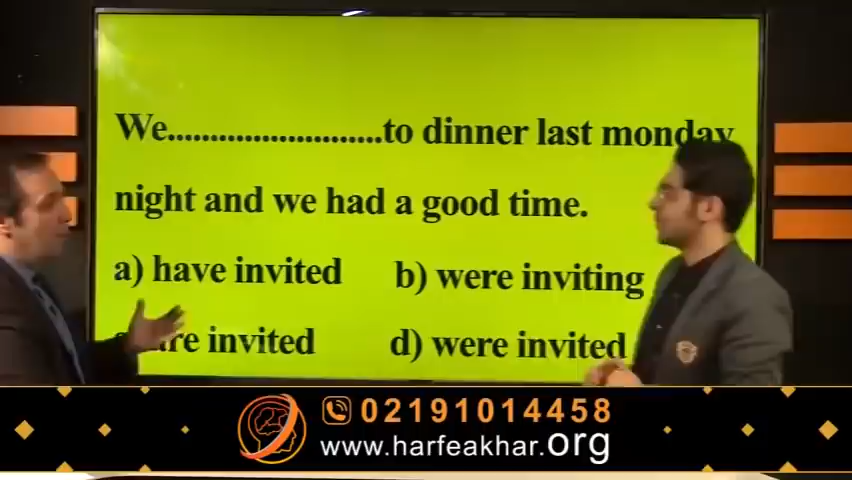 We.......................to dinner last monday
night and we had a good time.
a) have invited b) were inviting
are invited d) were invited
02191014458
www.harfeakhar.org